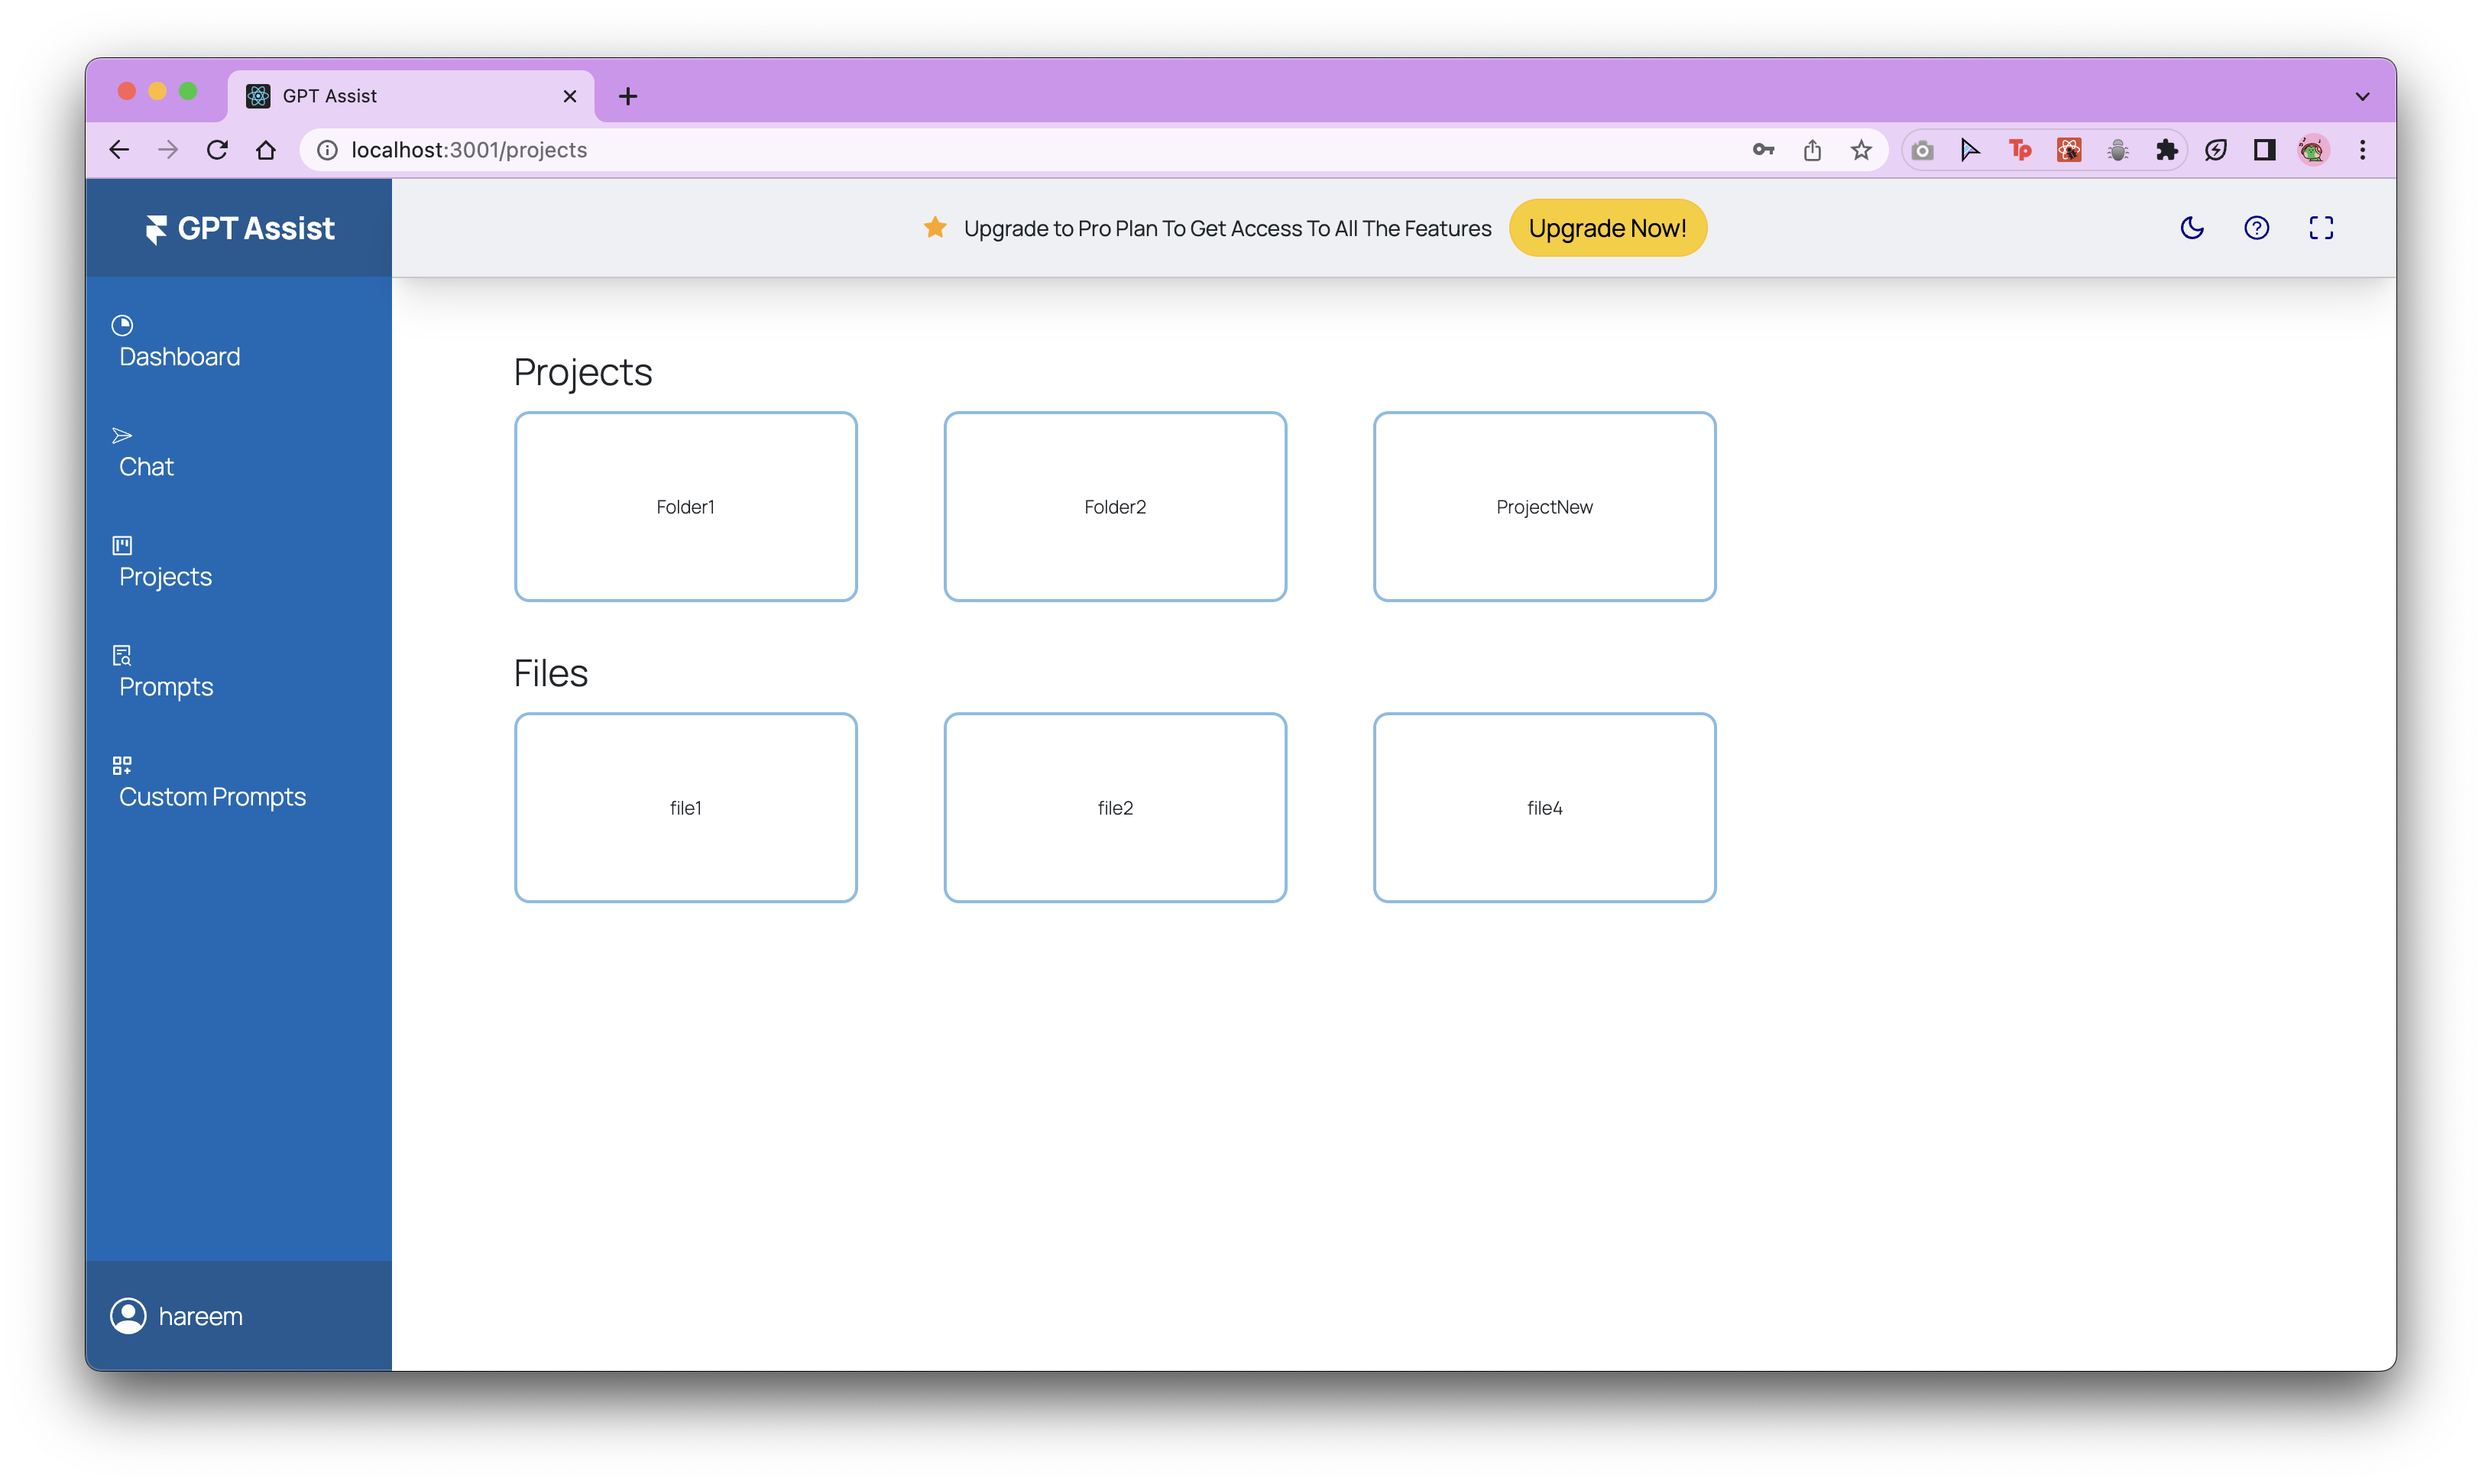 GPT Assist
localhost:3001/projects
Tp
GPT Assist
Upgrade to Pro Plan To Get Access To All The Features
Upgrade Now!
Dashboard
Chat
Projects
Prompts
Custom Prompts
hareem
Projects
Folder1
Folder2
ProjectNew
Files
file1
file2
file4